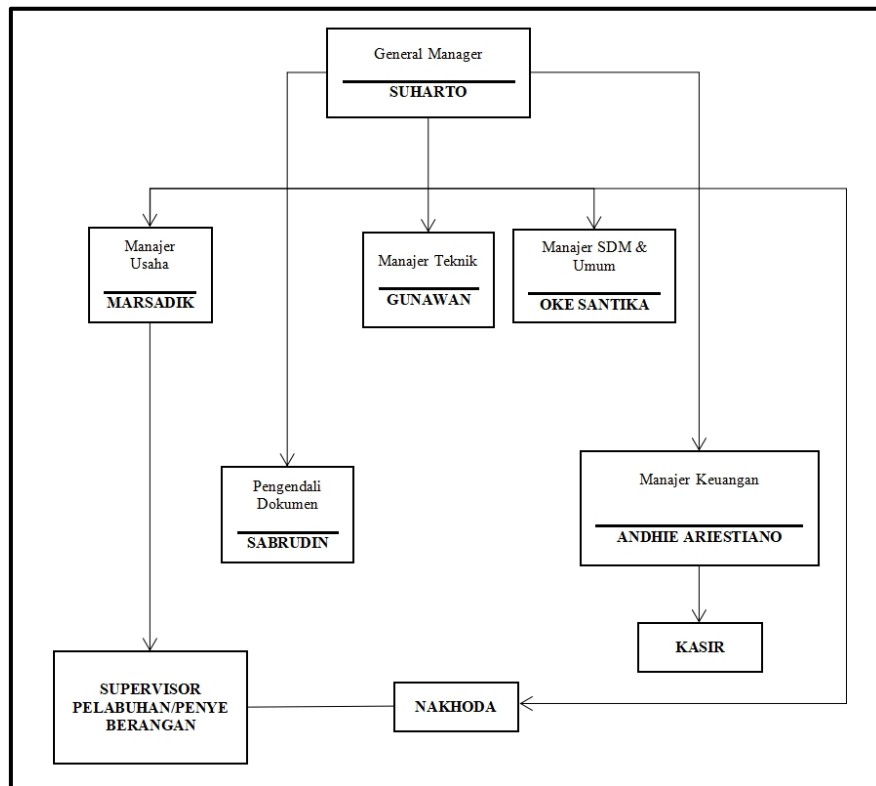 General Manager
SUHARTO
Manajer
Usaha
MARSADIK
Manajer Teknik
GUNAWAN
Manajer SDM &
Umum
OKE SANTIKA
Pengendali
Dokumen
SABRUDIN
Manajer Keuangan
ANDHIE ARIESTIANO
KASIR
SUPERVISOR
PELABUHAN/PENYE
BERANGAN
NAKHODA